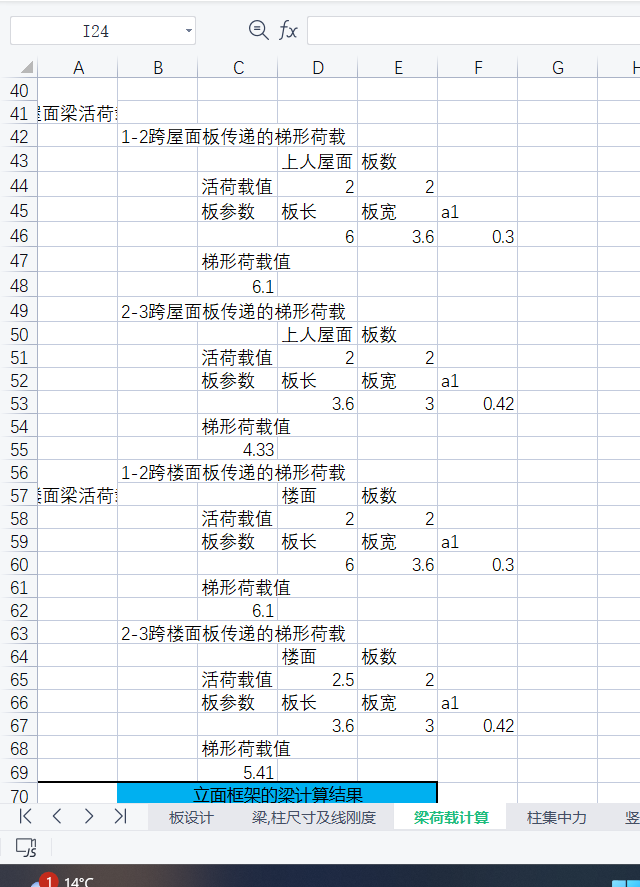 I24 fx
A B C D E F G H
40
41 面梁活荷
42 1-2跨屋面板传递的梯形荷载
43 上人屋面 板数
44 活荷载值 2 2
45 板参数 板长 板宽 a1
46 6 3.6 0.3
47 梯形荷载值
48 6.1
49 2-3跨屋面板传递的梯形荷载
50 上人屋面 板数
51 活荷载值 2 2
52 板参数 板长 板宽 a1
53 3.6 3 0.42
54 梯形荷载值
55 4.33
56 1-2跨楼面板传递的梯形荷载
57 面梁活荷 楼面 板数
58 活荷载值 2 2
59 板参数 板长 板宽 a1
60 6 3.6 0.3
61 梯形荷载值
62 6.1
63 2-3跨楼面板传递的梯形荷载
64 楼面 板数
65 活荷载值 2.5 2
66 板参数 板长 板宽 a1
67 3.6 3 0.42
68 梯形荷载值
69 5.41
70 立面框架的梁计算结果
板设计 梁,柱尺寸及线刚度 梁荷载计算 柱集中力 竖
JS
1 14°C